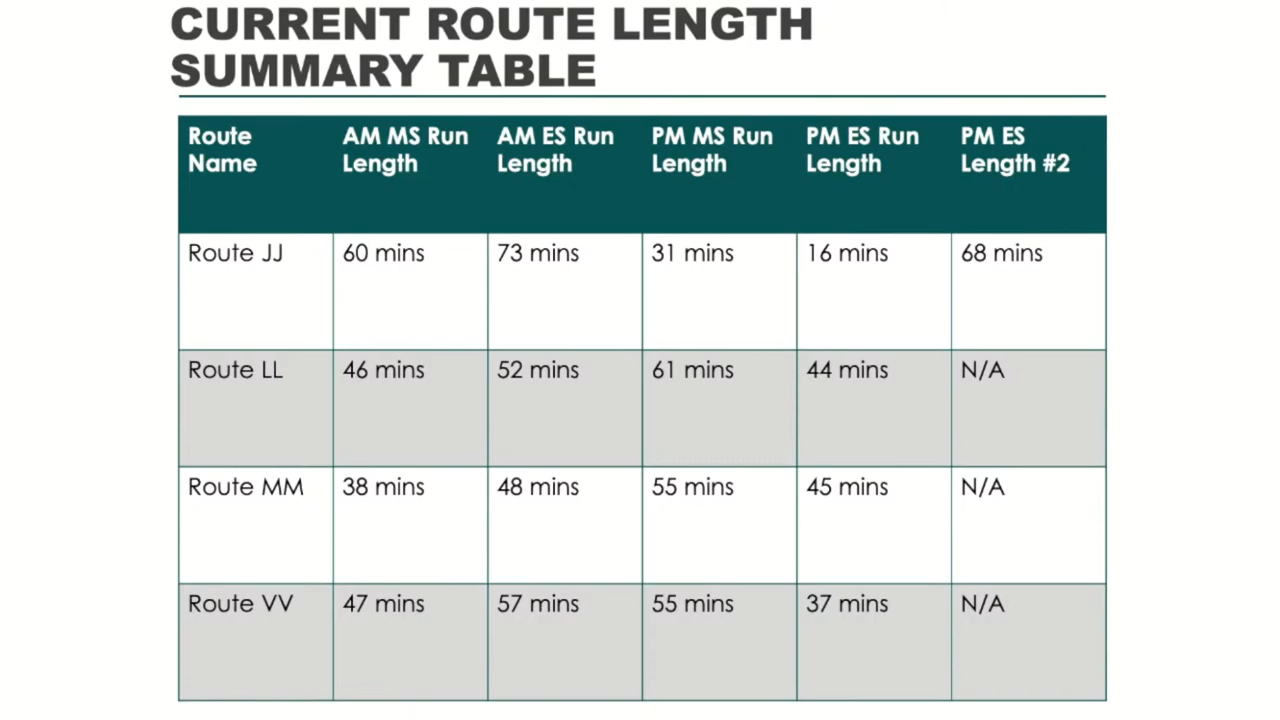 CURRENT ROUTE LENGTH
SUMMARY TABLE
Route Name AM MS Run Length AM ES Run Length PM MS Run Length PM ES Run Length PM ES Length #2
Route JJ 60 mins 73 mins 31 mins 16 mins 68 mins
Route LL 46 mins 52 mins 61 mins 44 mins N/A
Route MM 38 mins 48 mins 55 mins 45 mins N/A
Route VV 47 mins 57 mins 55 mins 37 mins N/A